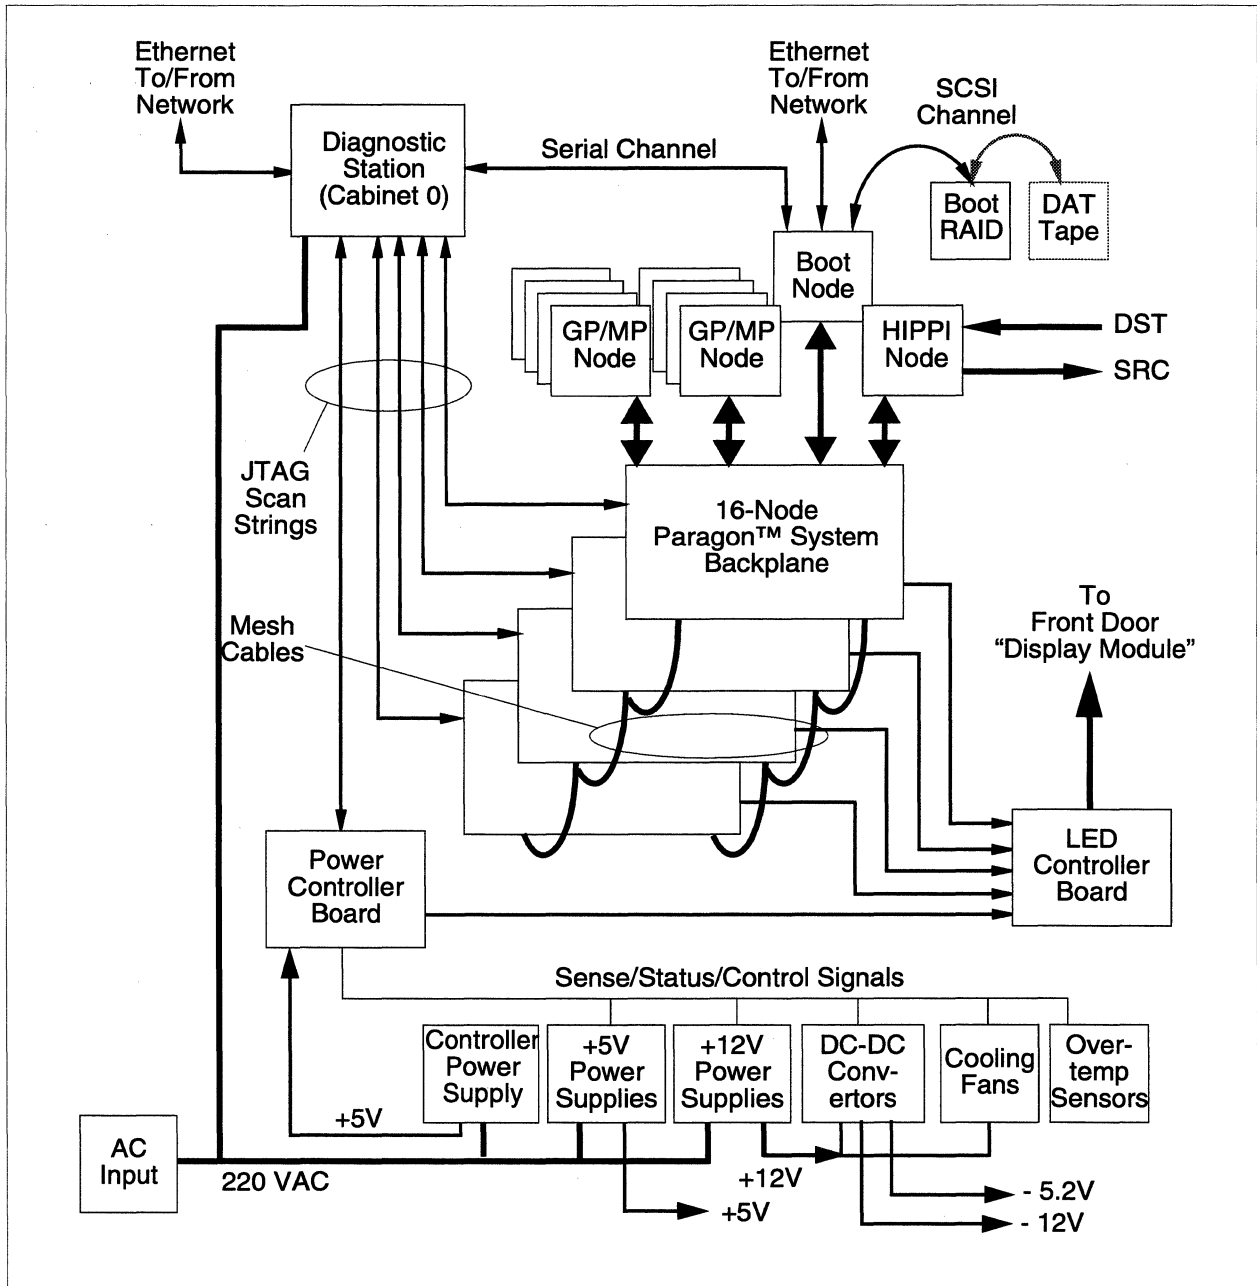 Ethernet
To/From
Network
Ethernet
To/From
Network
SCSI
Channel
Diagnostic
Station
(Cabinet 0)
Serial Channel
Boot
RAID
DAT
Tape
Boot
Node
GP/MP
Node
GP/MP
Node
HIPPI
Node
DST
SRC
JTAG
Scan
Strings
16-Node
Paragon™ System
Backplane
Mesh
Cables
To
Front Door
“Display Module”
Power
Controller
Board
LED
Controller
Board
Sense/Status/Control Signals
Controller
Power
Supply
+5V
Power
Supplies
+12V
Power
Supplies
DC-DC
Conv-
ertors
Cooling
Fans
Over-
temp
Sensors
+5V
AC
Input
220 VAC
+12V
+5V
- 5.2V
- 12V